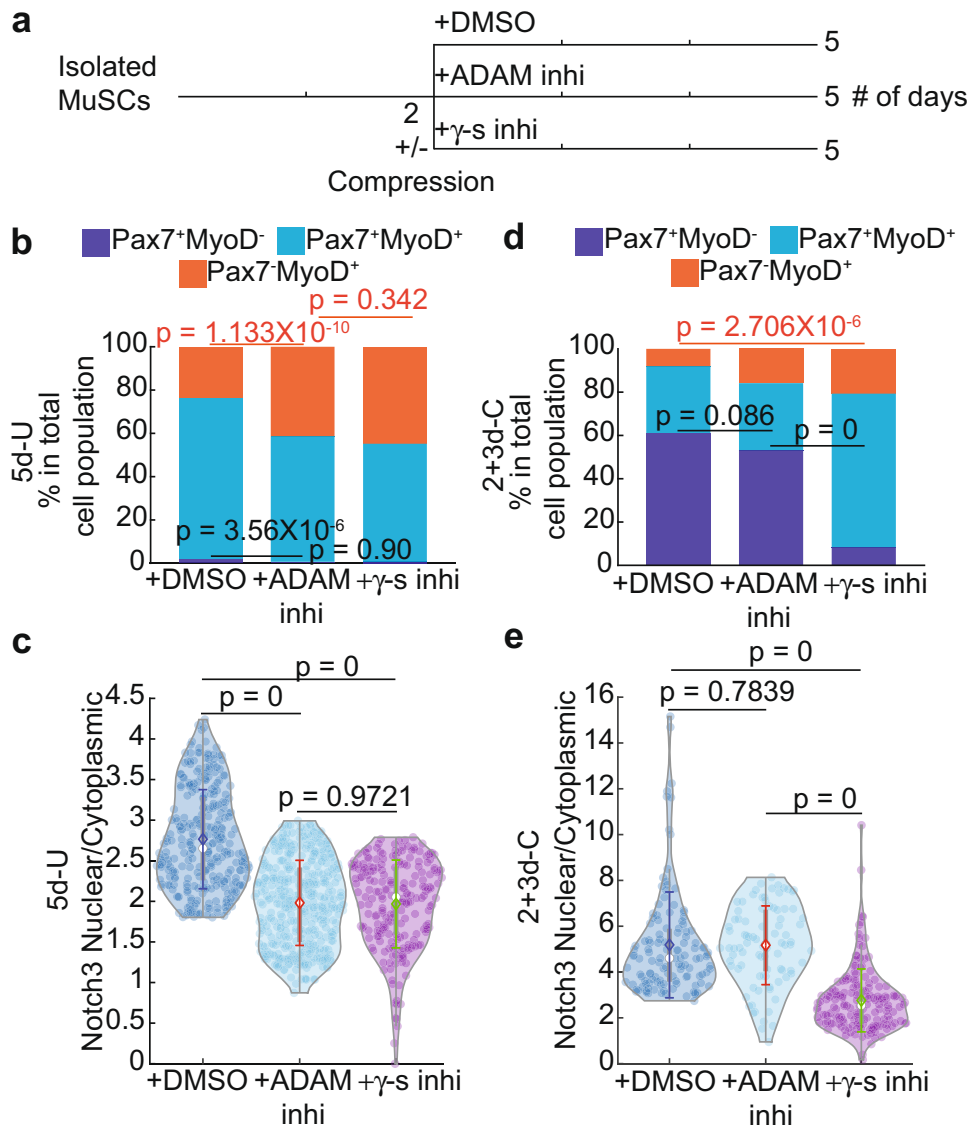 a
+DMSO
5
Isolated
MuSCs
+ADAM inhi
5 # of days
2
+γ-s inhi
5
+/-
Compression
b
Pax7⁺MyoD⁻ Pax7⁺MyoD⁺
Pax7⁻MyoD⁺
p = 0.342
p = 1.133X10⁻¹⁰
100
80
60
40
20
0
5d-U
% in total
cell population
p = 3.56X10⁻⁶
p = 0.90
+DMSO +ADAM inhi +γ-s inhi
d
Pax7⁺MyoD⁻ Pax7⁺MyoD⁺
Pax7⁻MyoD⁺
p = 2.706X10⁻⁶
100
80
60
40
20
0
2+3d-C
% in total
cell population
p = 0.086
p = 0
+DMSO +ADAM inhi +γ-s inhi
c
p = 0
p = 0
4.5
4
3.5
3
2.5
2
1.5
1
0.5
0
5d-U
Notch3 Nuclear/Cytoplasmic
p = 0.9721
+DMSO +ADAM inhi +γ-s inhi
e
p = 0
p = 0.7839
16
14
12
10
8
6
4
2
0
2+3d-C
Notch3 Nuclear/Cytoplasmic
p = 0
+DMSO +ADAM inhi +γ-s inhi